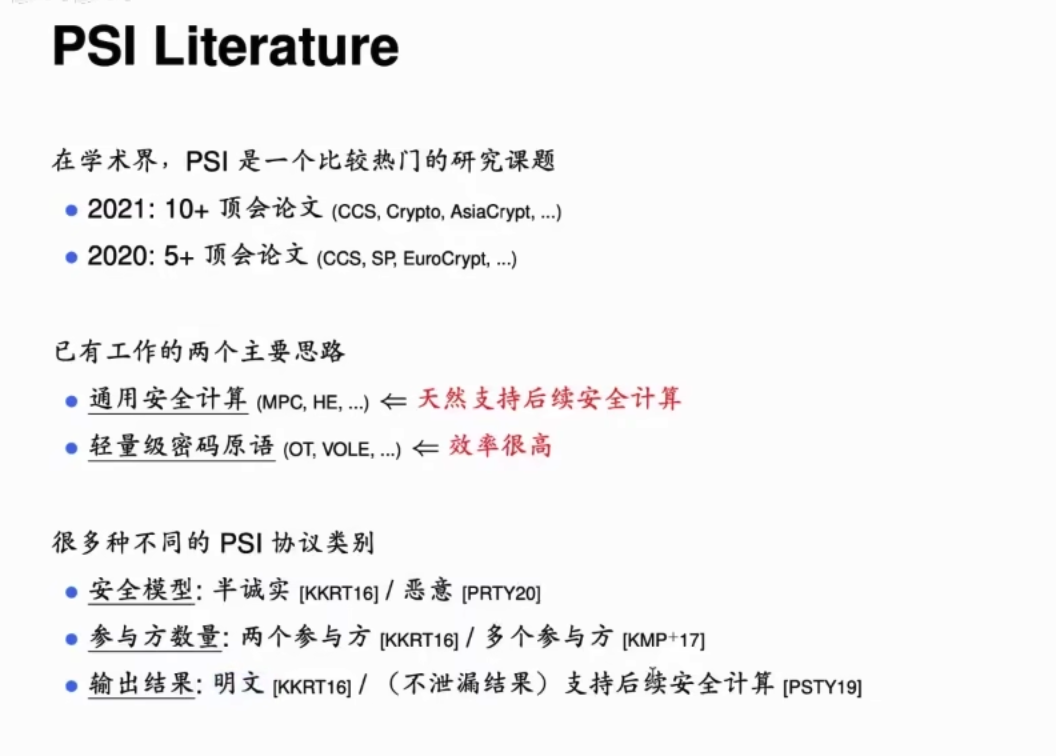 PSI Literature
在学术界，PSI 是一个比较热门的研究课题
2021: 10+ 顶会论文 (CCS, Crypto, AsiaCrypt, ...)
2020: 5+ 顶会论文 (CCS, SP, EuroCrypt, ...)
已有工作的两个主要思路
通用安全计算 (MPC, HE, ...) ⇐ 天然支持后续安全计算
轻量级密码原语 (OT, VOLE, ...) ⇐ 效率很高
很多种不同的 PSI 协议类别
安全模型: 半诚实 [KKRT16] / 恶意 [PRTY20]
参与方数量: 两个参与方 [KKRT16] / 多个参与方 [KMP+17]
输出结果: 明文 [KKRT16] / （不泄漏结果）支持后续安全计算 [PSTY19]